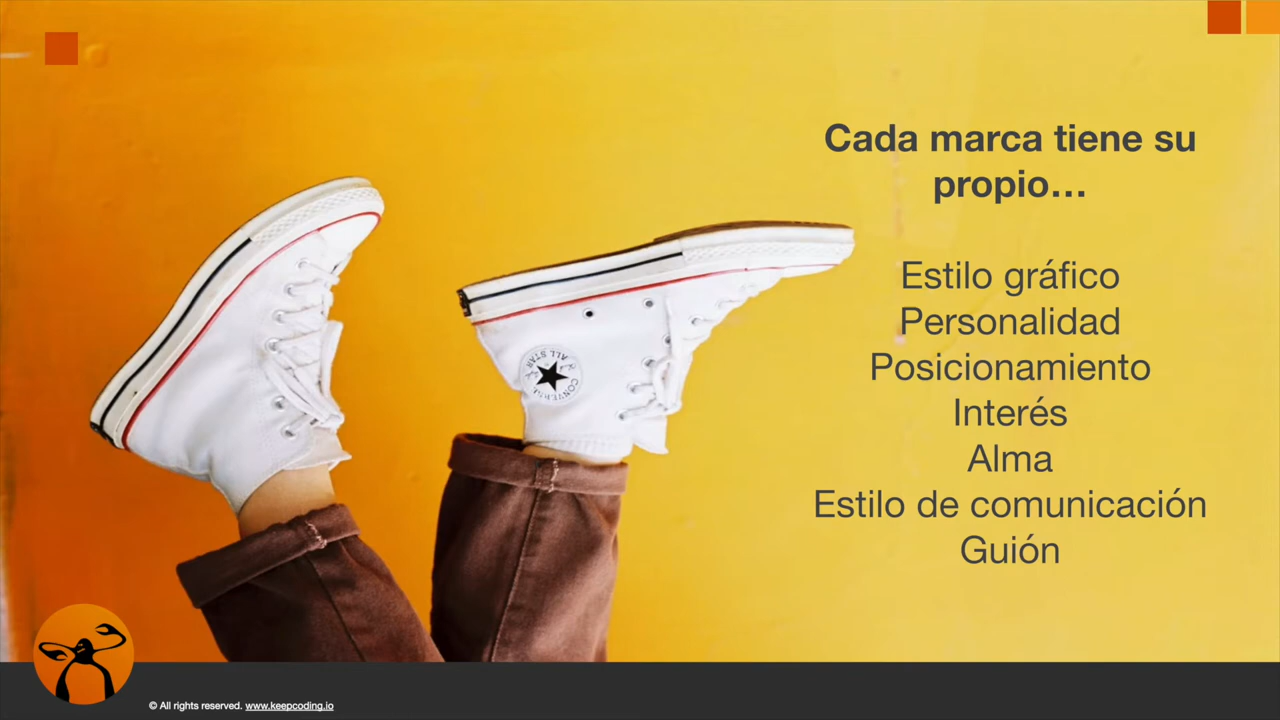 Cada marca tiene su
propio…
Estilo gráfico
Personalidad
Posicionamiento
Interés
Alma
Estilo de comunicación
Guión
ALL STAR
CONVERSE
© All rights reserved. www.keepcoding.io